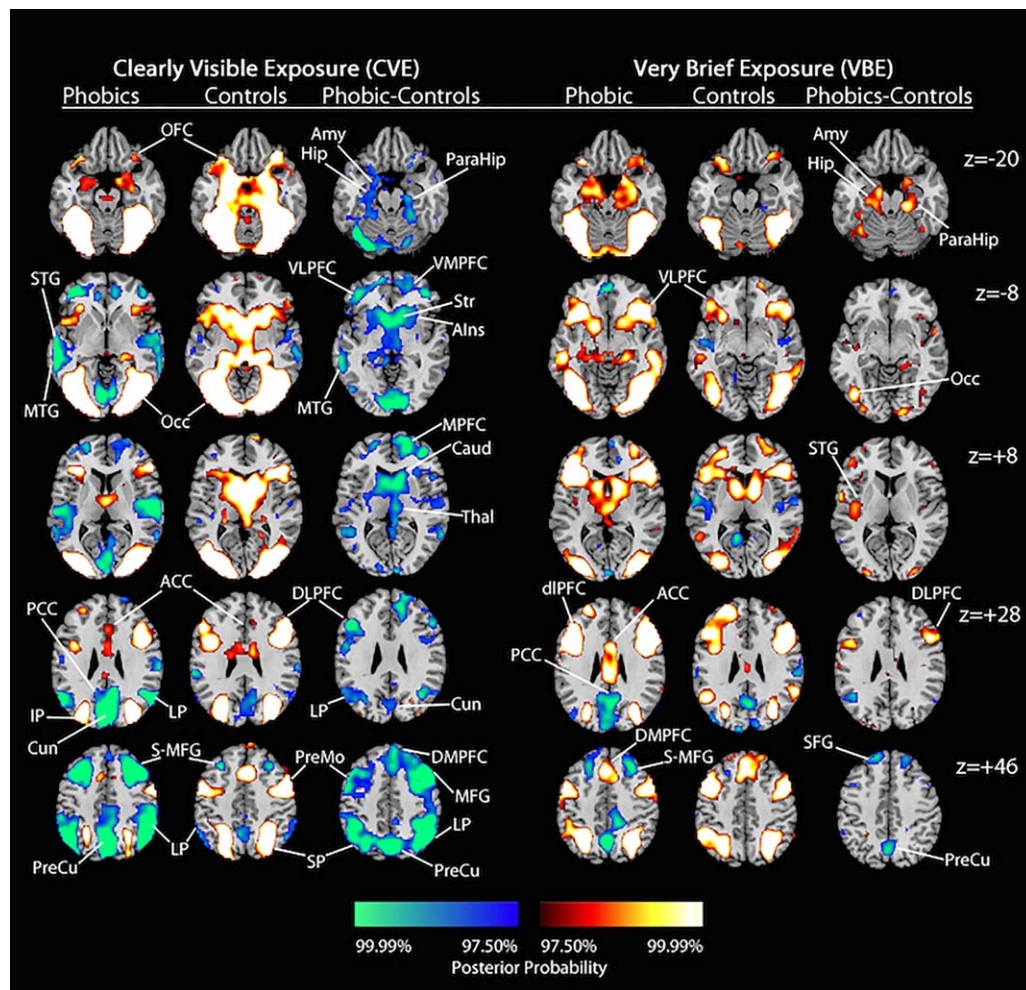 Clearly Visible Exposure (CVE) Very Brief Exposure (VBE)
Phobics Controls Phobic-Controls Phobic Controls Phobics-Controls
OFC Amy Hip ParaHip Amy Hip ParaHip z=-20
STG VLPFC VMPFC Str AIns VLPFC z=-8
MTG Occ MTG Occ
MPFC Caud STG z=+8
Thal
PCC ACC DLPFC dlPFC ACC DLPFC z=+28
PCC
IP LP LP Cun
Cun
S-MFG PreMo DMPFC DMPFC S-MFG SFG z=+46
MFG
LP
PreCu LP SP PreCu PreCu
99.99% 97.50% 97.50% 99.99%
Posterior Probability